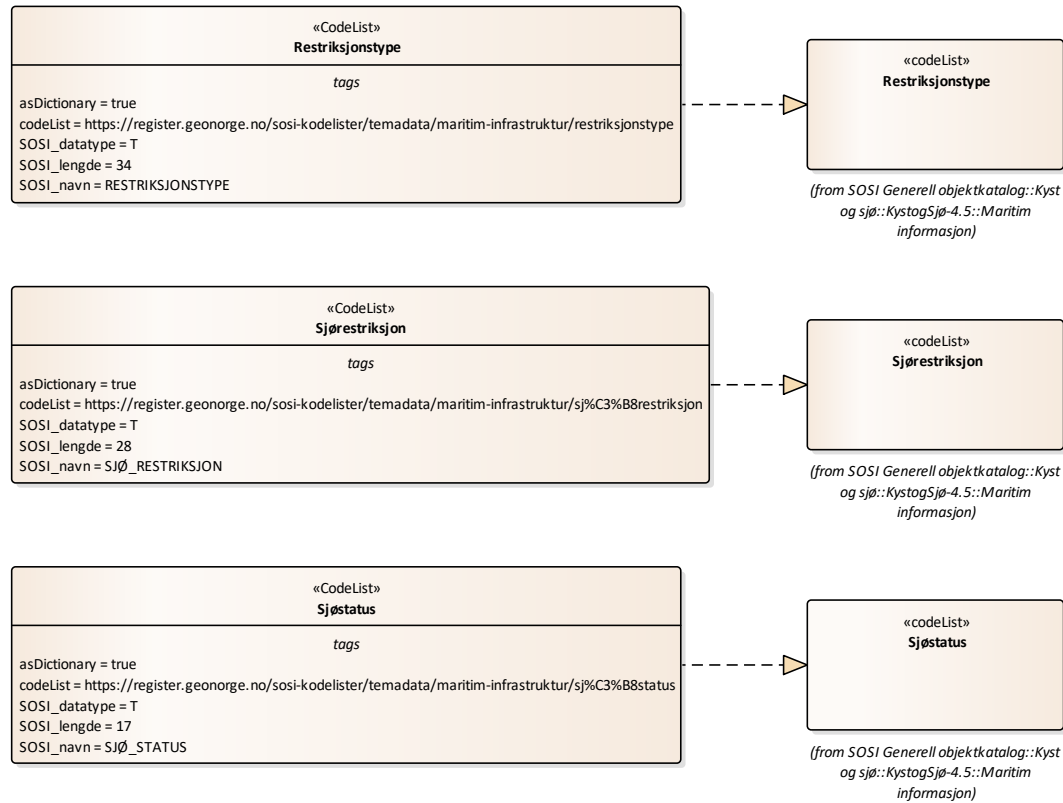 «CodeList»
Restriksjonstype
tags
asDictionary = true
codeList = https://register.geonorge.no/sosi-kodelister/temadata/maritim-infrastruktur/restriksjonstype
SOSI_datatype = T
SOSI_lengde = 34
SOSI_navn = RESTRIKSJONSTYPE
«codeList»
Restriksjonstype
(from SOSI Generell objektkatalog::Kyst
og sjø::KystogSjø-4.5::Maritim
informasjon)
«CodeList»
Sjørestriksjon
tags
asDictionary = true
codeList = https://register.geonorge.no/sosi-kodelister/temadata/maritim-infrastruktur/sj%C3%B8restriksjon
SOSI_datatype = T
SOSI_lengde = 28
SOSI_navn = SJØ_RESTRIKSJON
«codeList»
Sjørestriksjon
(from SOSI Generell objektkatalog::Kyst
og sjø::KystogSjø-4.5::Maritim
informasjon)
«CodeList»
Sjøstatus
tags
asDictionary = true
codeList = https://register.geonorge.no/sosi-kodelister/temadata/maritim-infrastruktur/sj%C3%B8status
SOSI_datatype = T
SOSI_lengde = 17
SOSI_navn = SJØ_STATUS
«codeList»
Sjøstatus
(from SOSI Generell objektkatalog::Kyst
og sjø::KystogSjø-4.5::Maritim
informasjon)